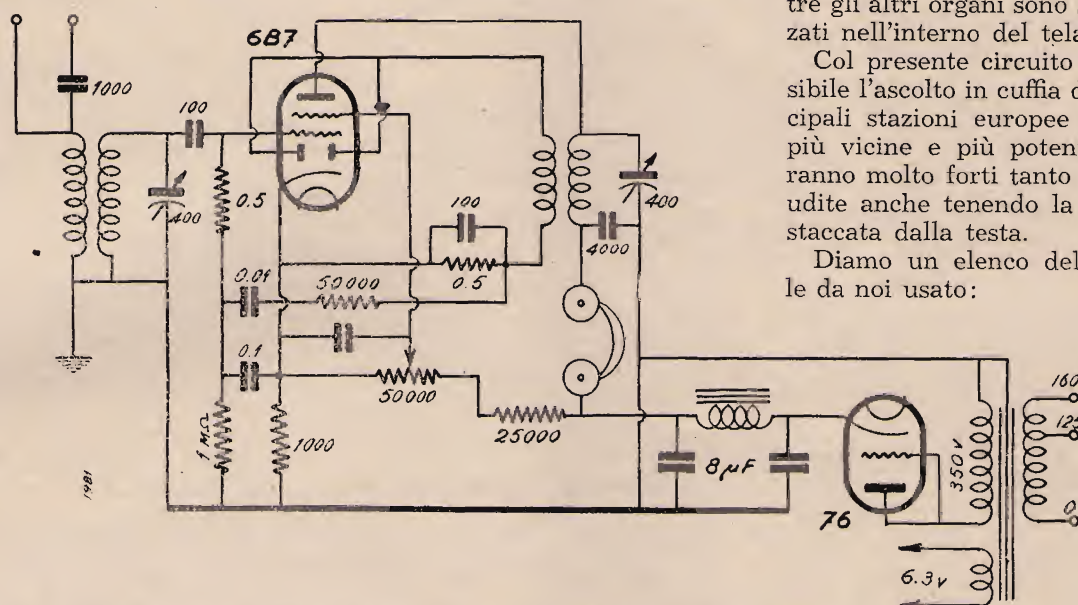 tre gli altri organi sono
zati nell'interno del tela
Col presente circuito
sibile l'ascolto in cuffia
cipali stazioni europee
più vicine e più poten
ranno molto forti tanto
udite anche tenendo la
staccata dalla testa.
Diamo un elenco del
le da noi usato:
6B7
1000
100
400
0.5
100
0.5
4000
400
0.01
50000
0.1
50000
25000
1 MΩ
1000
8 µF
76
350 v
160
125
0
6.3 v
1981